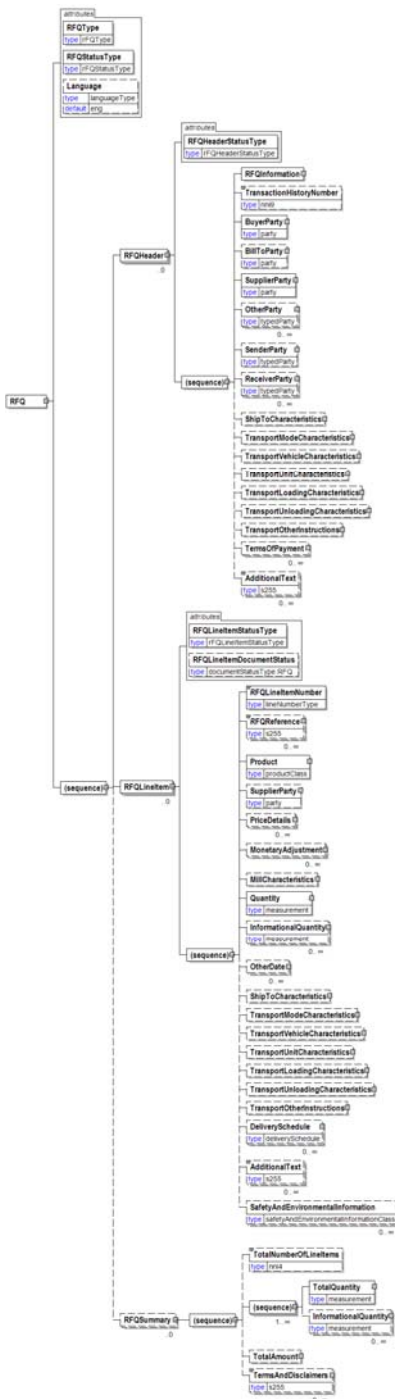 attributes
RFQType
type rFQType
RFQStatusType
type rFQStatusType
Language
type languageType
default eng
attributes
RFQHeaderStatusType
type rFQHeaderStatusType
RFQInformation
TransactionHistoryNumber
type nni9
BuyerParty
type party
RFQHeader
BillToParty
type party
..0
SupplierParty
type party
OtherParty
type typedParty
0.. ∞
SenderParty
type typedParty
(sequence)
ReceiverParty
type typedParty
0.. ∞
RFQ
ShipToCharacteristics
TransportModeCharacteristics
TransportVehicleCharacteristics
TransportUnitCharacteristics
TransportLoadingCharacteristics
TransportUnloadingCharacteristics
TransportOtherInstructions
TermsOfPayment
0.. ∞
AdditionalText
type s255
0.. ∞
attributes
RFQLineItemStatusType
type rFQLineItemStatusType
RFQLineItemDocumentStatus
type documentStatusType.RFQ
RFQLineItemNumber
type lineNumberType
RFQReference
type s255
0.. ∞
Product
type productClass
(sequence)
RFQLineItem
SupplierParty
type party
..0
PriceDetails
0.. ∞
MonetaryAdjustment
0.. ∞
MillCharacteristics
Quantity
type measurement
InformationalQuantity
type measurement
0.. ∞
(sequence)
OtherDate
0.. ∞
ShipToCharacteristics
TransportModeCharacteristics
TransportVehicleCharacteristics
TransportUnitCharacteristics
TransportLoadingCharacteristics
TransportUnloadingCharacteristics
TransportOtherInstructions
DeliverySchedule
type deliverySchedule
0.. ∞
AdditionalText
type s255
0.. ∞
SafetyAndEnvironmentalInformation
type safetyAndEnvironmentalInformationClass
0.. ∞
TotalNumberOfLineItems
type nni4
TotalQuantity
type measurement
RFQSummary
(sequence)
(sequence)
..0
1.. ∞
InformationalQuantity
type measurement
0.. ∞
TotalAmount
TermsAndDisclaimers
type s255